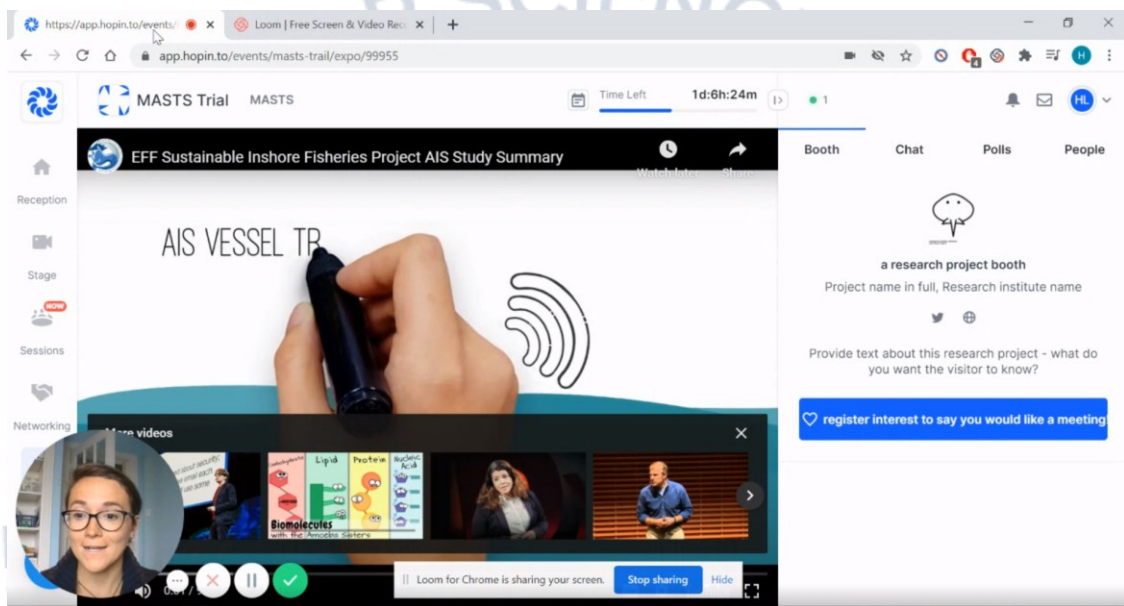 https://app.hopin.to/events/
Loom | Free Screen & Video Rec
app.hopin.to/events/masts-trail/expo/99955
4
H
MASTS Trial MASTS
Time Left 1d:6h:24m
1
HL
EFF Sustainable Inshore Fisheries Project AIS Study Summary
Watch later Share
Booth Chat Polls People
Reception
Stage
NOW
Sessions
Networking
AIS VESSEL TR
a research project booth
Project name in full, Research institute name
Provide text about this research project - what do
you want the visitor to know?
register interest to say you would like a meeting!
More videos
Carbohydrate Lipid Protein Nucleic
Acid
Biomolecules
with the Amoeba Sisters
Loom for Chrome is sharing your screen. Stop sharing Hide